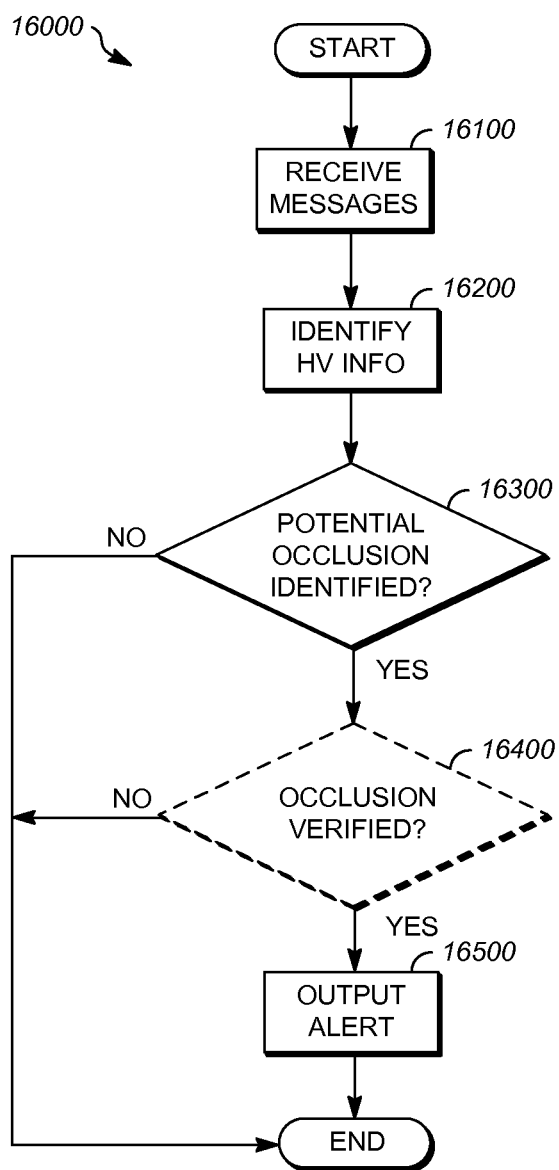 16000
START
16100
RECEIVE
MESSAGES
16200
IDENTIFY
HV INFO
16300
NO
POTENTIAL
OCCLUSION
IDENTIFIED?
YES
16400
NO
OCCLUSION
VERIFIED?
YES
16500
OUTPUT
ALERT
END